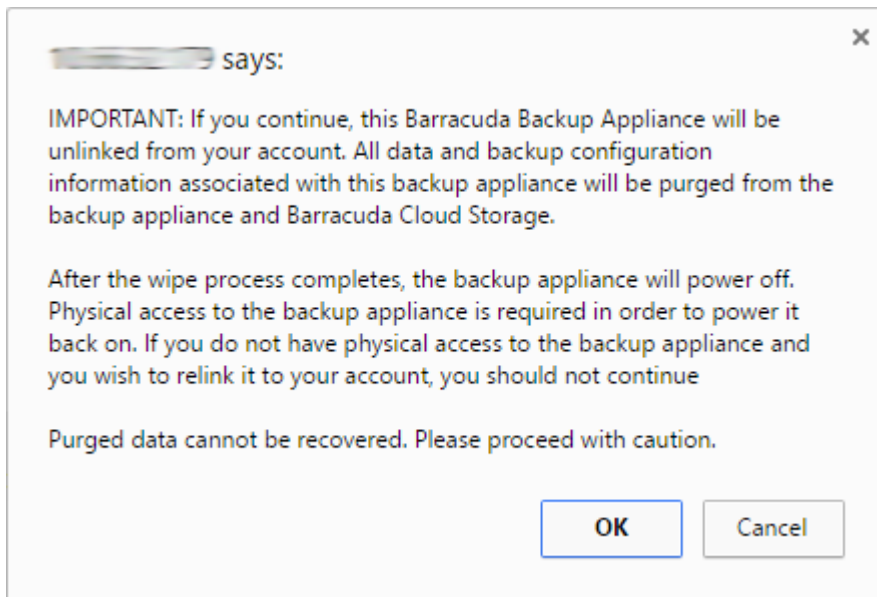 says:
IMPORTANT: If you continue, this Barracuda Backup Appliance will be
unlinked from your account. All data and backup configuration
information associated with this backup appliance will be purged from the
backup appliance and Barracuda Cloud Storage.
After the wipe process completes, the backup appliance will power off.
Physical access to the backup appliance is required in order to power it
back on. If you do not have physical access to the backup appliance and
you wish to relink it to your account, you should not continue
Purged data cannot be recovered. Please proceed with caution.
OK Cancel